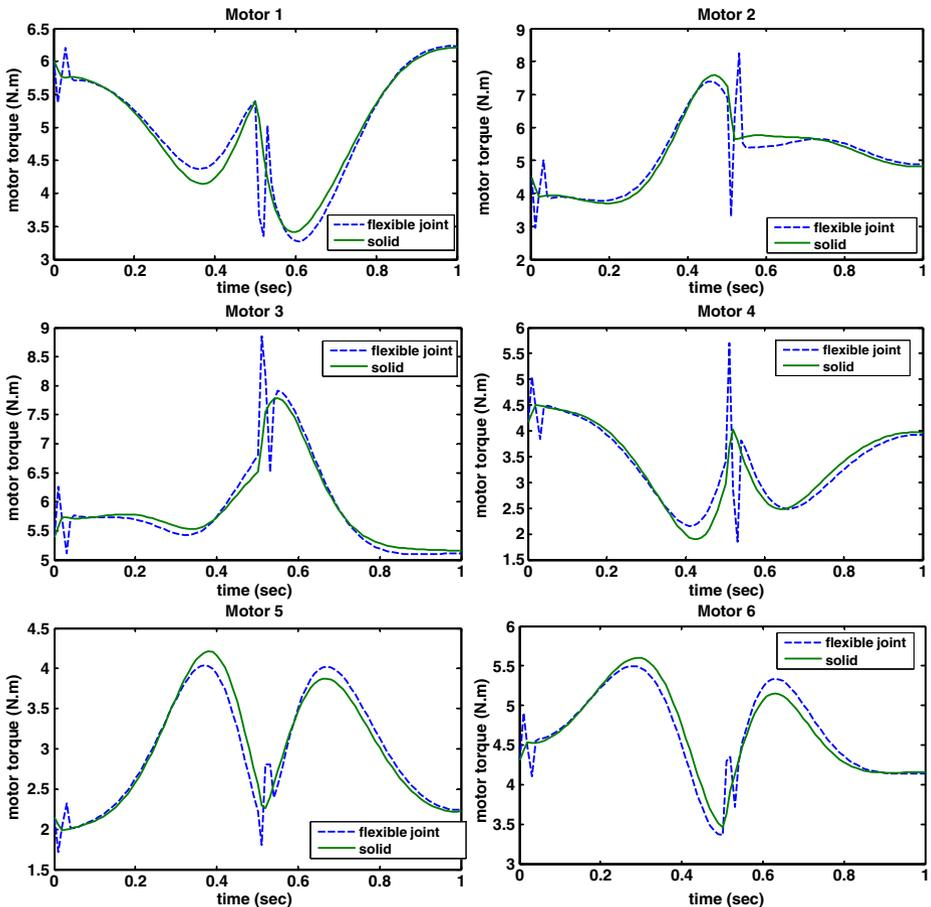 Motor 1
motor torque (N.m)
6.5
6
5.5
5
4.5
4
3.5
3
0
0.2
0.4
0.6
0.8
1
time (sec)
flexible joint
solid
Motor 2
motor torque (N.m)
9
8
7
6
5
4
3
2
0
0.2
0.4
0.6
0.8
1
time (sec)
flexible joint
solid
Motor 3
motor torque (N.m)
9
8.5
8
7.5
7
6.5
6
5.5
5
0
0.2
0.4
0.6
0.8
1
time (sec)
flexible joint
solid
Motor 4
motor torque (N.m)
6
5.5
5
4.5
4
3.5
3
2.5
2
1.5
0
0.2
0.4
0.6
0.8
1
time (sec)
flexible joint
solid
Motor 5
motor torque (N.m)
4.5
4
3.5
3
2.5
2
1.5
0
0.2
0.4
0.6
0.8
1
time (sec)
flexible joint
solid
Motor 6
motor torque (N.m)
6
5.5
5
4.5
4
3.5
3
0
0.2
0.4
0.6
0.8
1
time (sec)
flexible joint
solid